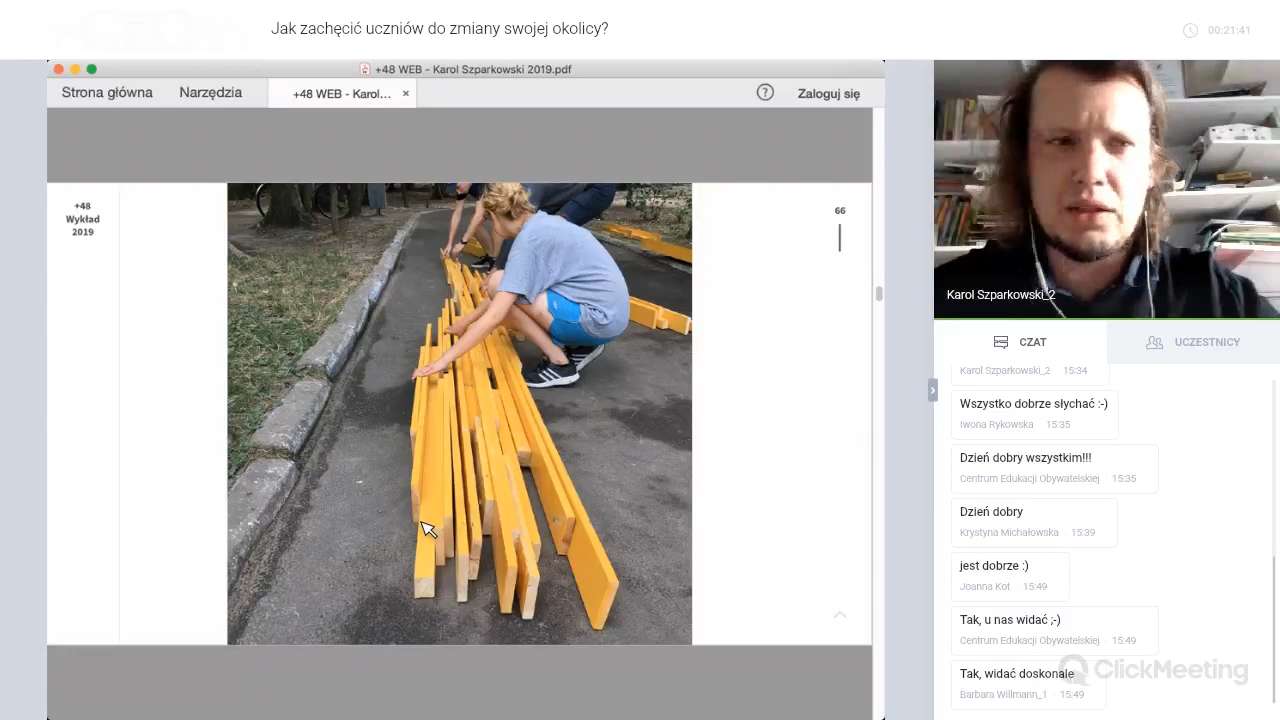 Jak zachęcić uczniów do zmiany swojej okolicy?
00:21:41
+48 WEB - Karol Szparkowski 2019.pdf
Strona główna
Narzędzia
+48 WEB - Karol... ×
?
Zaloguj się
+48
Wykład
2019
66
Karol Szparkowski_2
CZAT
UCZESTNICY
Karol Szparkowski_2 15:34
Wszystko dobrze słychać :-)
Iwona Rykowska 15:35
Dzień dobry wszystkim!!!
Centrum Edukacji Obywatelskiej 15:35
Dzień dobry
Krystyna Michałowska 15:39
jest dobrze :)
Joanna Kot 15:49
Tak, u nas widać ;-)
Centrum Edukacji Obywatelskiej 15:49
Tak, widać doskonale
Barbara Willmann_1 15:49
ClickMeeting